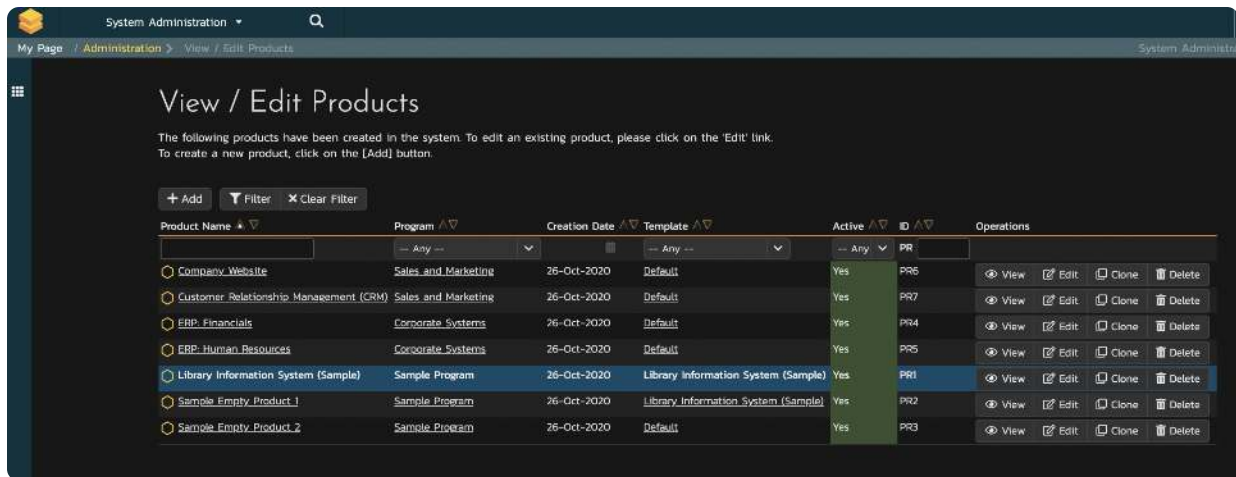 System Administration
My Page / Administration > View / Edit Products
System Administr
View / Edit Products
The following products have been created in the system. To edit an existing product, please click on the 'Edit' link.
To create a new product, click on the [Add] button.
+ Add Filter × Clear Filter
Product Name Program Creation Date Template Active ID Operations
-- Any -- -- Any -- -- Any PR
Company Website Sales and Marketing 26-Oct-2020 Default Yes PR6 View Edit Clone Delete
Customer Relationship Management (CRM) Sales and Marketing 26-Oct-2020 Default Yes PR7 View Edit Clone Delete
ERP: Financials Corporate Systems 26-Oct-2020 Default Yes PR4 View Edit Clone Delete
ERP: Human Resources Corporate Systems 26-Oct-2020 Default Yes PR5 View Edit Clone Delete
Library Information System (Sample) Sample Program 26-Oct-2020 Library Information System (Sample) Yes PR1 View Edit Clone Delete
Sample Empty Product 1 Sample Program 26-Oct-2020 Library Information System (Sample) Yes PR2 View Edit Clone Delete
Sample Empty Product 2 Sample Program 26-Oct-2020 Default Yes PR3 View Edit Clone Delete